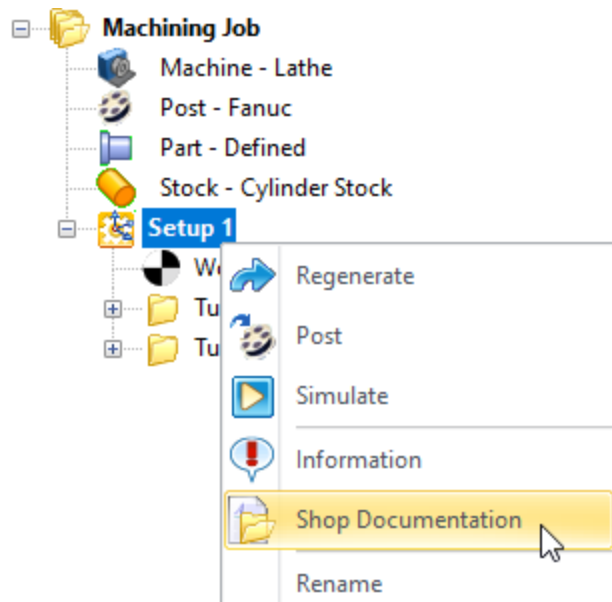 Machining Job
Machine - Lathe
Post - Fanuc
Part - Defined
Stock - Cylinder Stock
Setup 1
Regenerate
Post
Simulate
Information
Shop Documentation
Rename